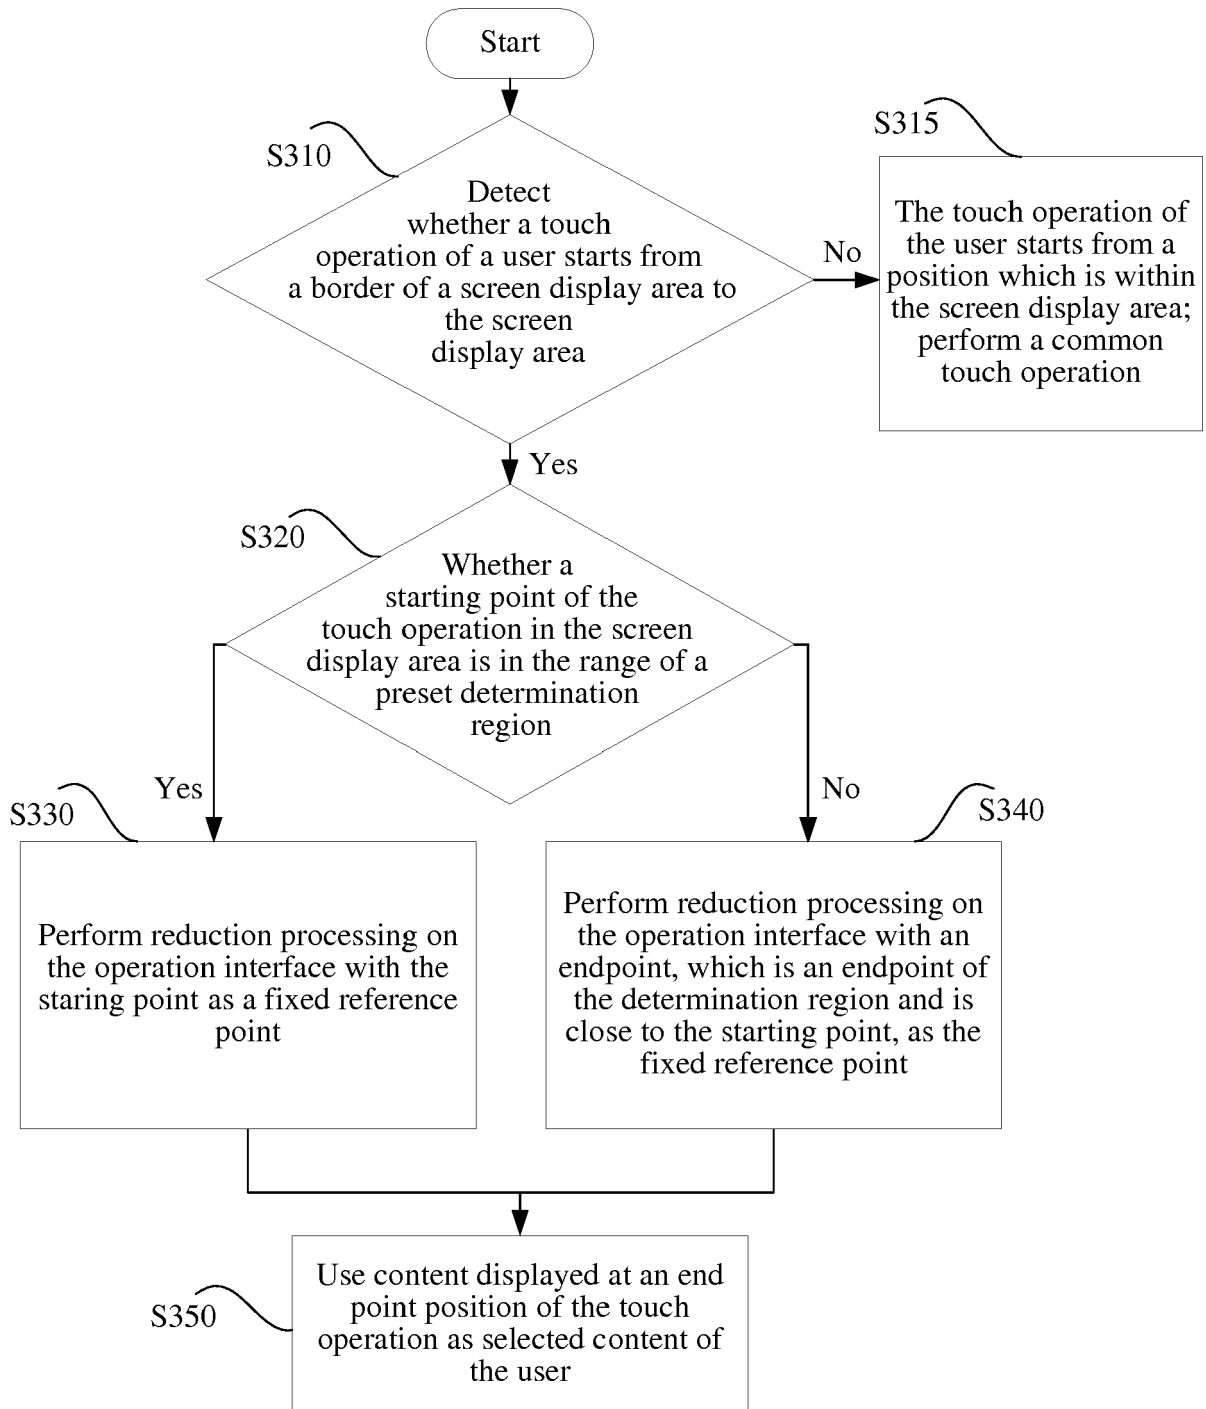 Start
S310
Detect
whether a touch
operation of a user starts from
a border of a screen display area to
the screen
display area
No
S315
The touch operation of
the user starts from a
position which is within
the screen display area;
perform a common
touch operation
Yes
S320
Whether a
starting point of the
touch operation in the screen
display area is in the range of a
preset determination
region
Yes
No
S330
Perform reduction processing on
the operation interface with the
staring point as a fixed reference
point
S340
Perform reduction processing on
the operation interface with an
endpoint, which is an endpoint of
the determination region and is
close to the starting point, as the
fixed reference point
S350
Use content displayed at an end
point position of the touch
operation as selected content of
the user